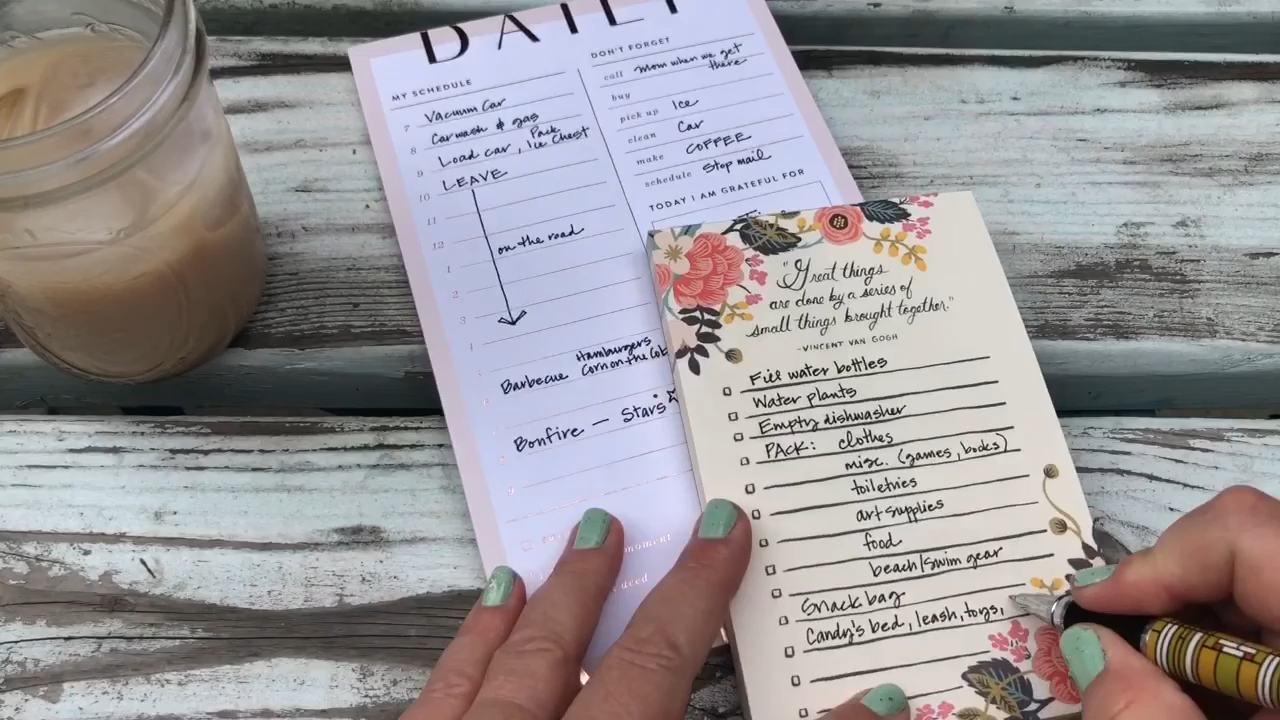 DAILY
MY SCHEDULE
7 Vacuum Car
8 Carwash & gas
9 Load car, Pack Ice Chest
10 LEAVE
11
12 on the road
1
2
3
Barbecue Hamburgers
Corn on the Cob
Bonfire — Stars
DON'T FORGET
call mom when we get there
buy
pick up Ice
clean Car
make COFFEE
schedule Stop mail
TODAY I AM GRATEFUL FOR
"Great things
are done by a series of
small things brought together."
-VINCENT VAN GOGH
Fill water bottles
Water plants
Empty dishwasher
PACK: clothes
misc. (games, books)
toiletries
art supplies
food
beach/swim gear
Snack bag
Candy's bed, leash, toys,